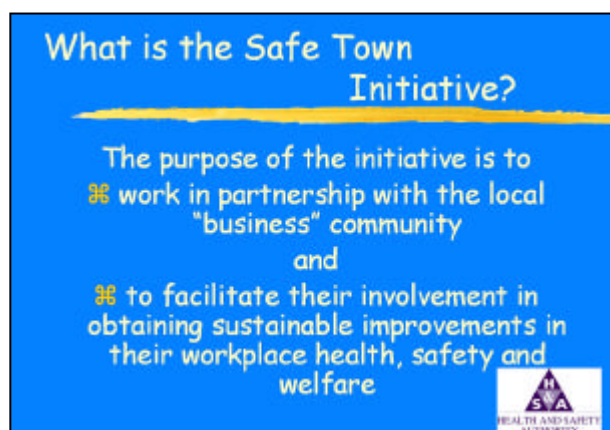 What is the Safe Town
Initiative?
The purpose of the initiative is to
⌘ work in partnership with the local
"business" community
and
⌘ to facilitate their involvement in
obtaining sustainable improvements in
their workplace health, safety and
welfare
H
&
S A
HEALTH AND SAFETY
AUTHORITY